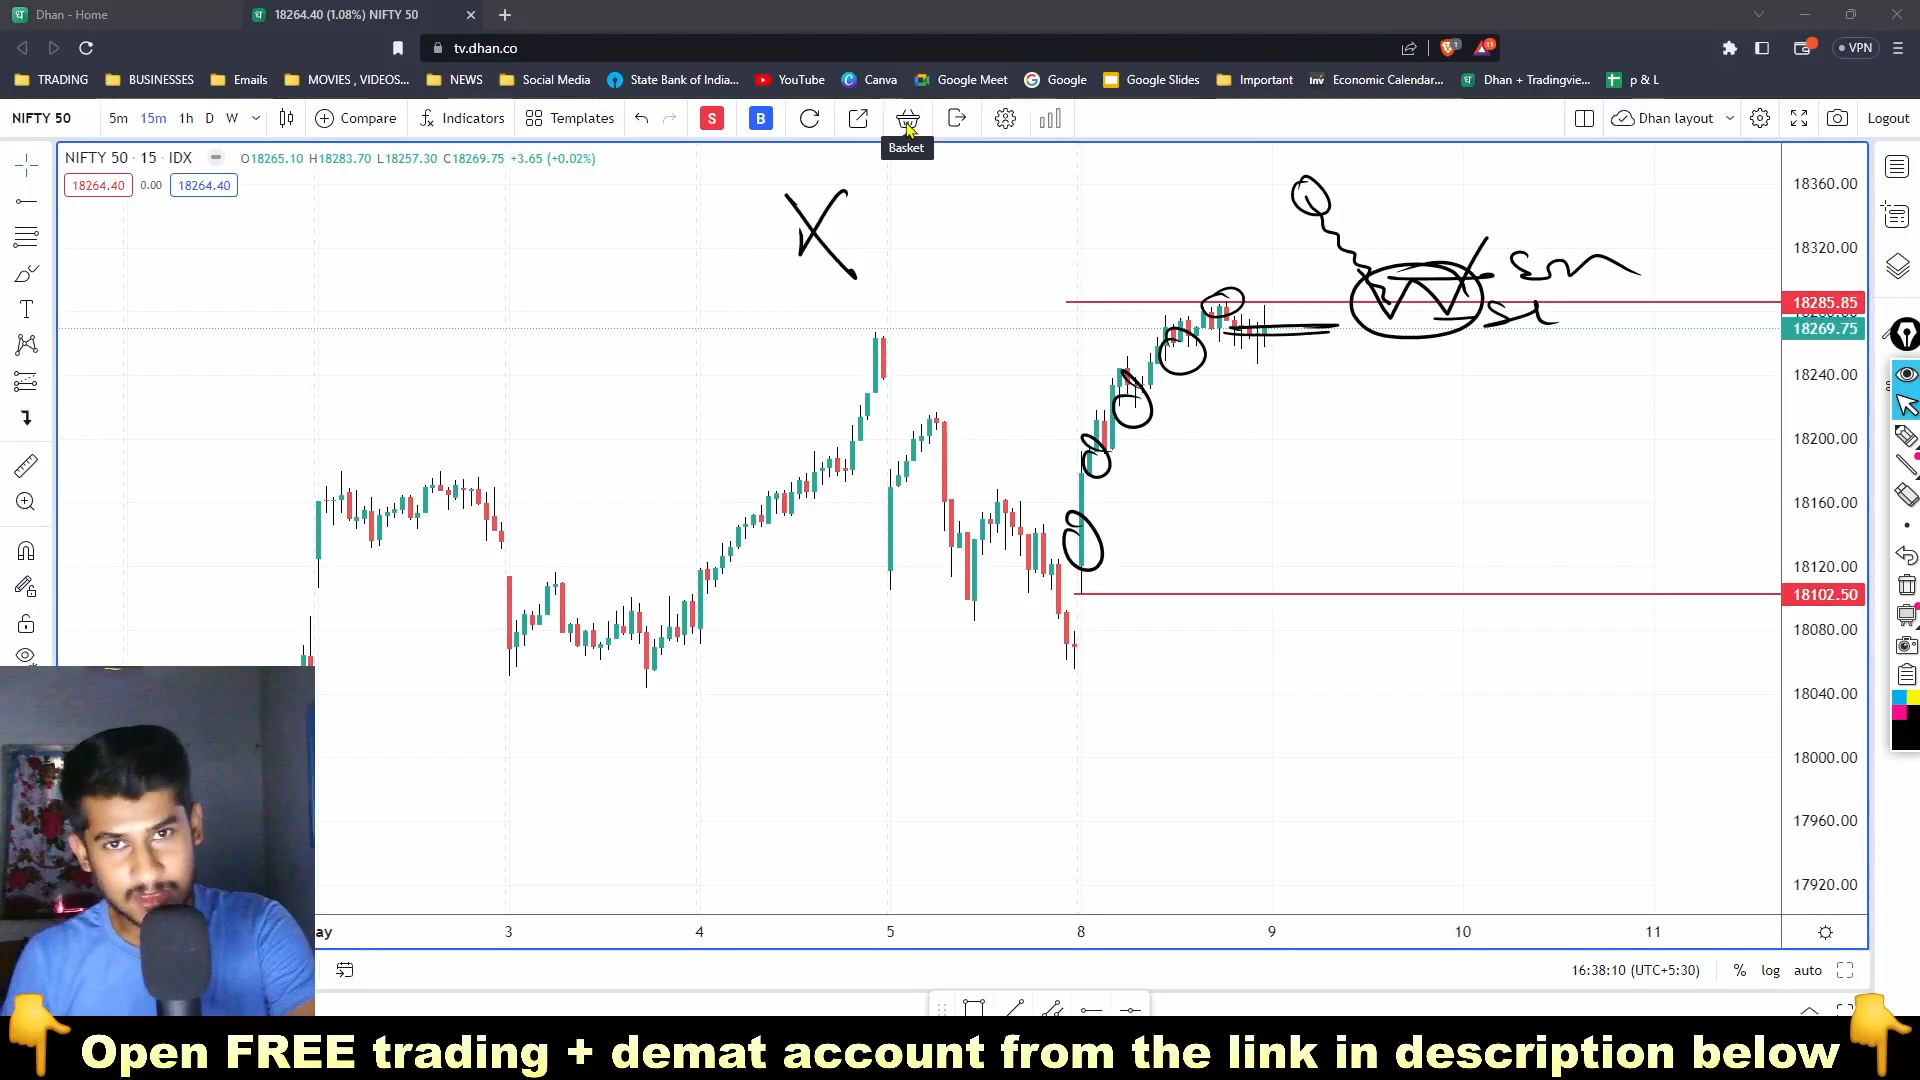 Dhan - Home
18264.40 (1.08%) NIFTY 50
tv.dhan.co
VPN
TRADING
BUSINESSES
Emails
MOVIES , VIDEOS...
NEWS
Social Media
State Bank of India...
YouTube
Canva
Google Meet
Google
Google Slides
Important
Inv Economic Calendar...
Dhan + Tradingvie...
p & L
NIFTY 50
5m 15m 1h D W
Compare
Indicators
Templates
S
B
Dhan layout
Logout
Basket
NIFTY 50 · 15 · IDX
O18265.10 H18283.70 L18257.30 C18269.75 +3.65 (+0.02%)
18264.40 0.00 18264.40
18360.00
18320.00
18285.85
18269.75
18240.00
18200.00
18160.00
18120.00
18102.50
18080.00
18040.00
18000.00
17960.00
17920.00
SL
ay 3 4 5 8 9 10 11
16:38:10 (UTC+5:30) % log auto
Open FREE trading + demat account from the link in description below